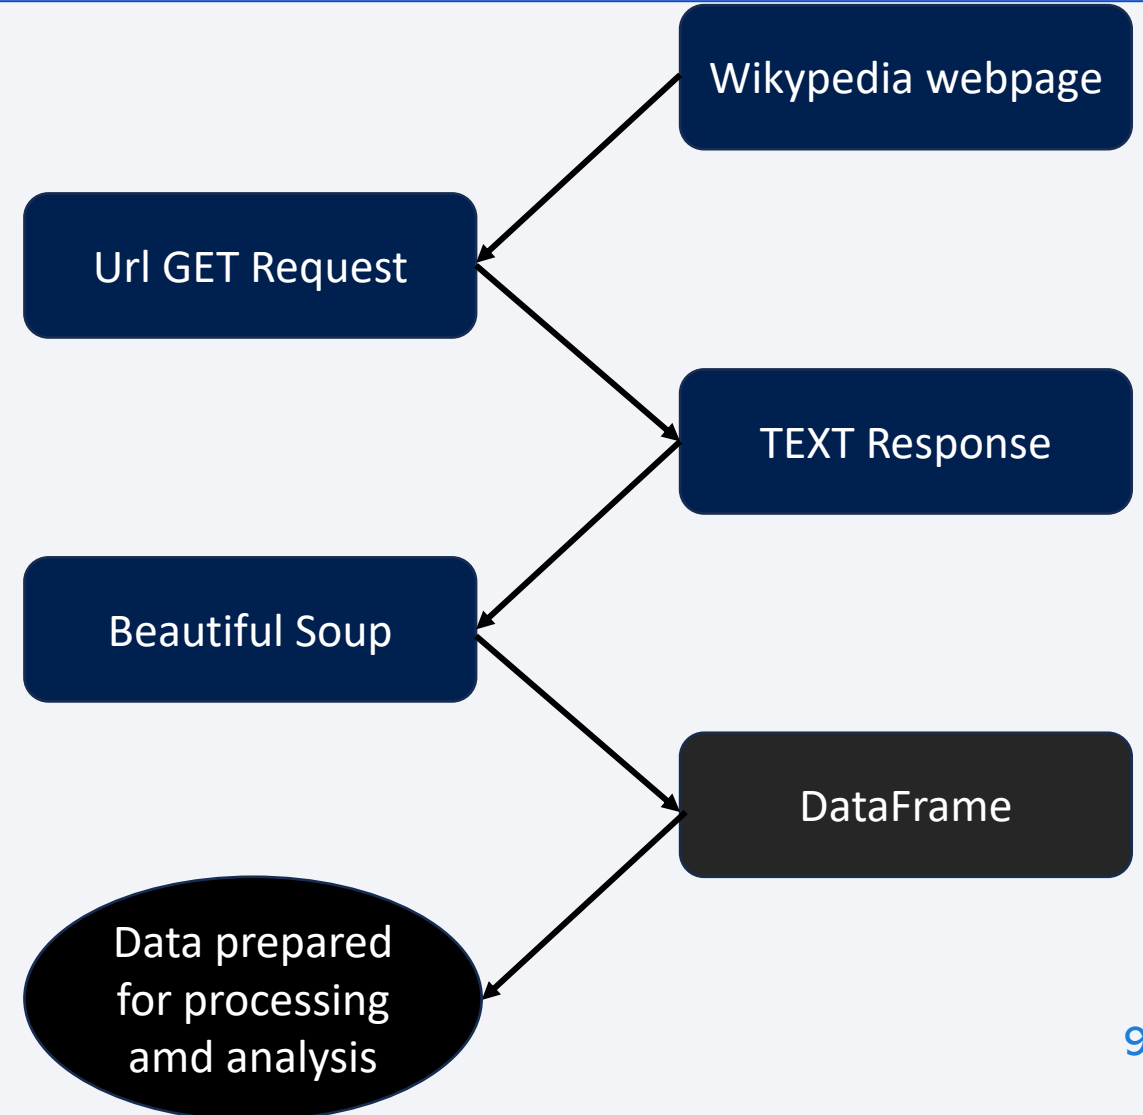 Wikypedia webpage
Url GET Request
TEXT Response
Beautiful Soup
DataFrame
Data prepared
for processing
amd analysis
9